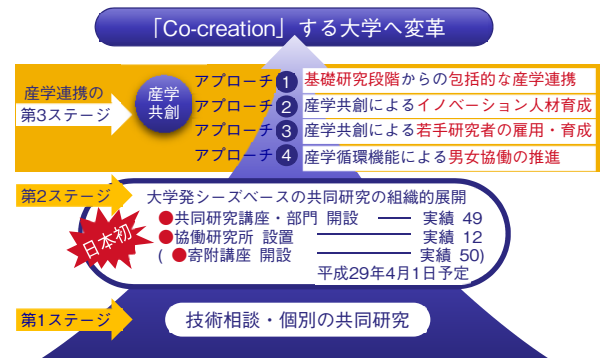 「Co-creation」する大学へ変革
産学連携の
第3ステージ
産学
共創
アプローチ 1 基礎研究段階からの包括的な産学連携
アプローチ 2 産学共創によるイノベーション人材育成
アプローチ 3 産学共創による若手研究者の雇用・育成
アプローチ 4 産学循環機能による男女協働の推進
第2ステージ
大学発シーズベースの共同研究の組織的展開
日本初
●共同研究講座・部門 開設 ―― 実績 49
●協働研究所 設置 ―――― 実績 12
( ●寄附講座 開設 ―――― 実績 50)
平成29年4月1日予定
第1ステージ
技術相談・個別の共同研究